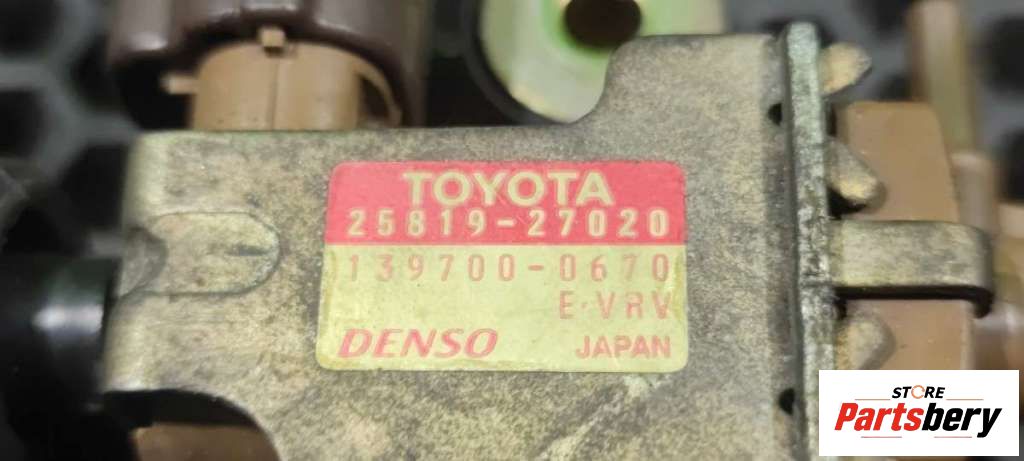 TOYOTA
25819-27020
139700-0670
E·VRV
DENSO JAPAN
STORE
Partsbery